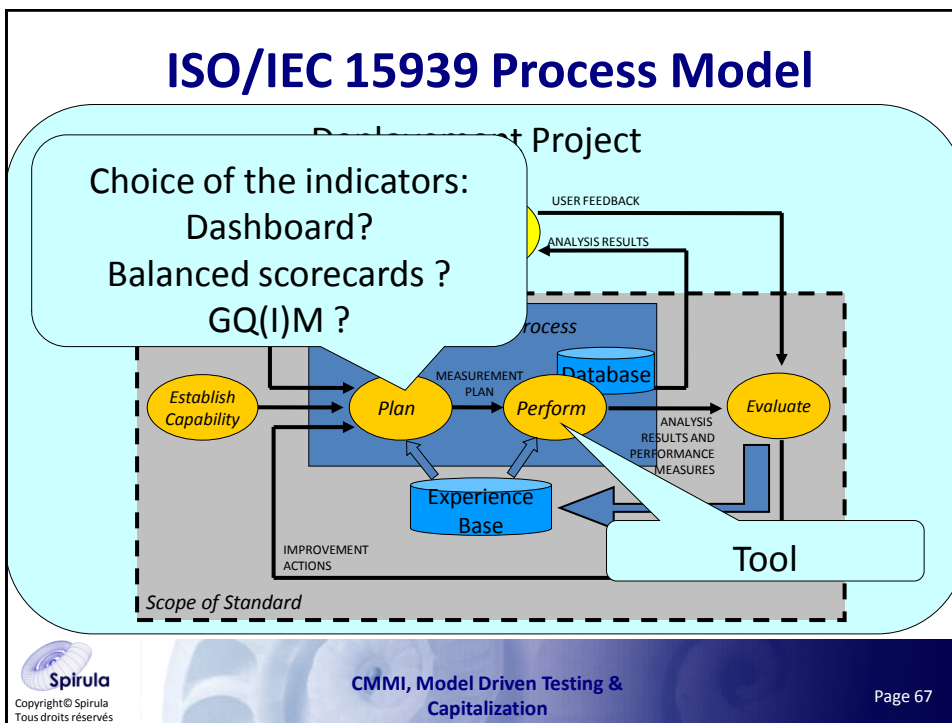 ISO/IEC 15939 Process Model
Project
Choice of the indicators:
Dashboard?
Balanced scorecards ?
GQ(I)M ?
USER FEEDBACK
ANALYSIS RESULTS
Database
MEASUREMENT
PLAN
Establish
Capability
Plan
Perform
Evaluate
ANALYSIS
RESULTS AND
PERFORMANCE
MEASURES
Experience
Base
IMPROVEMENT
ACTIONS
Tool
Scope of Standard
Spirula
Copyright© Spirula
Tous droits réservés
CMMI, Model Driven Testing &
Capitalization
Page 67